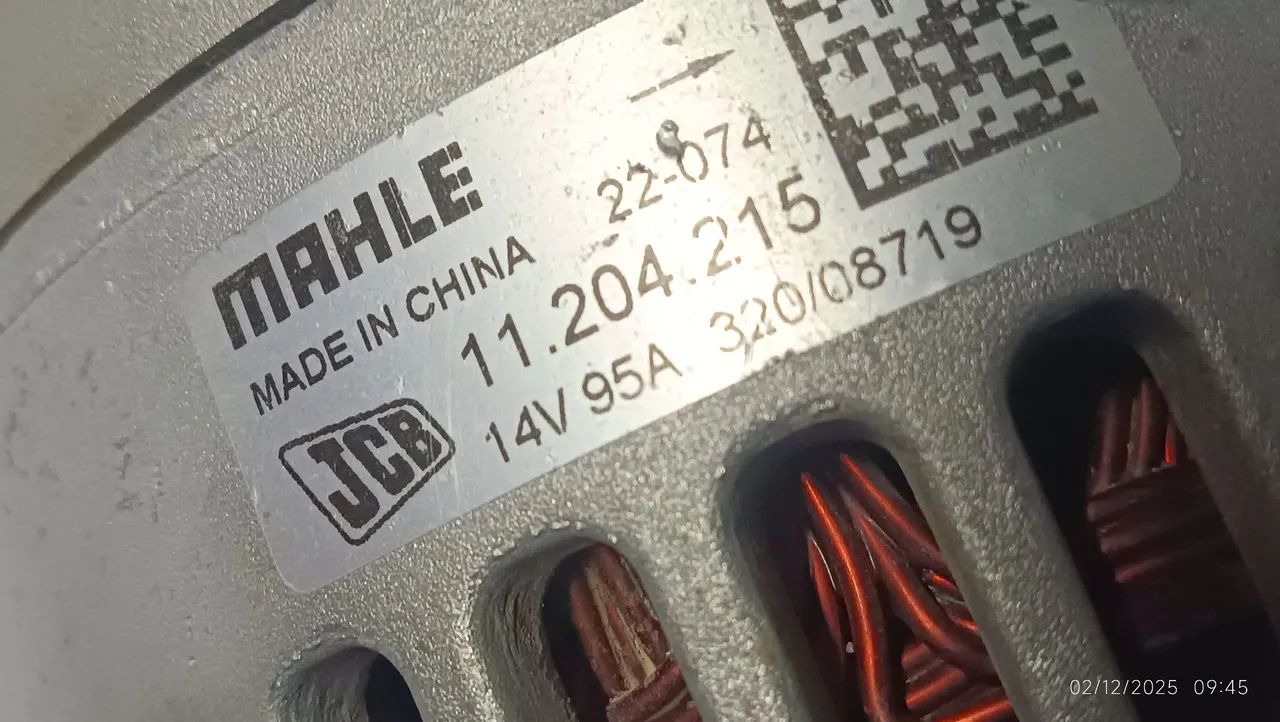 MAHLE
22-074
MADE IN CHINA
11.204.215
JCB
14V 95A 320/08719
02/12/2025 09:45